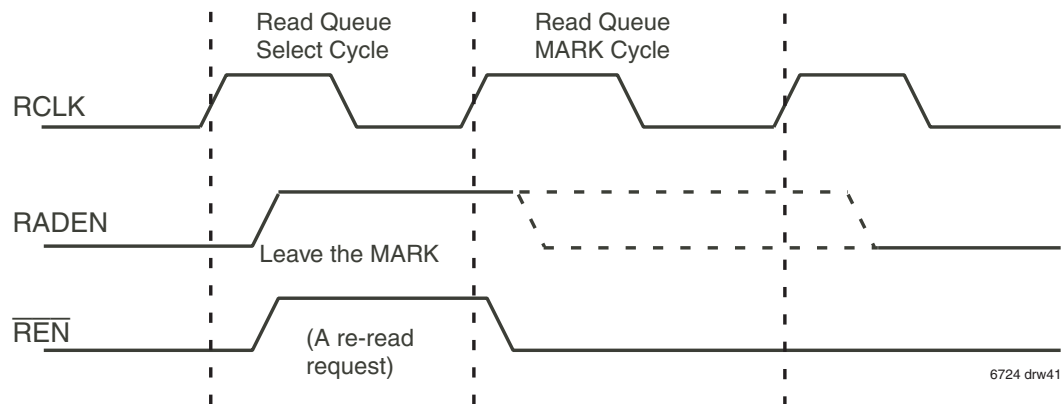 Read Queue
Select Cycle
Read Queue
MARK Cycle
RCLK
RADEN
Leave the MARK
REN
(A re-read
request)
6724 drw41